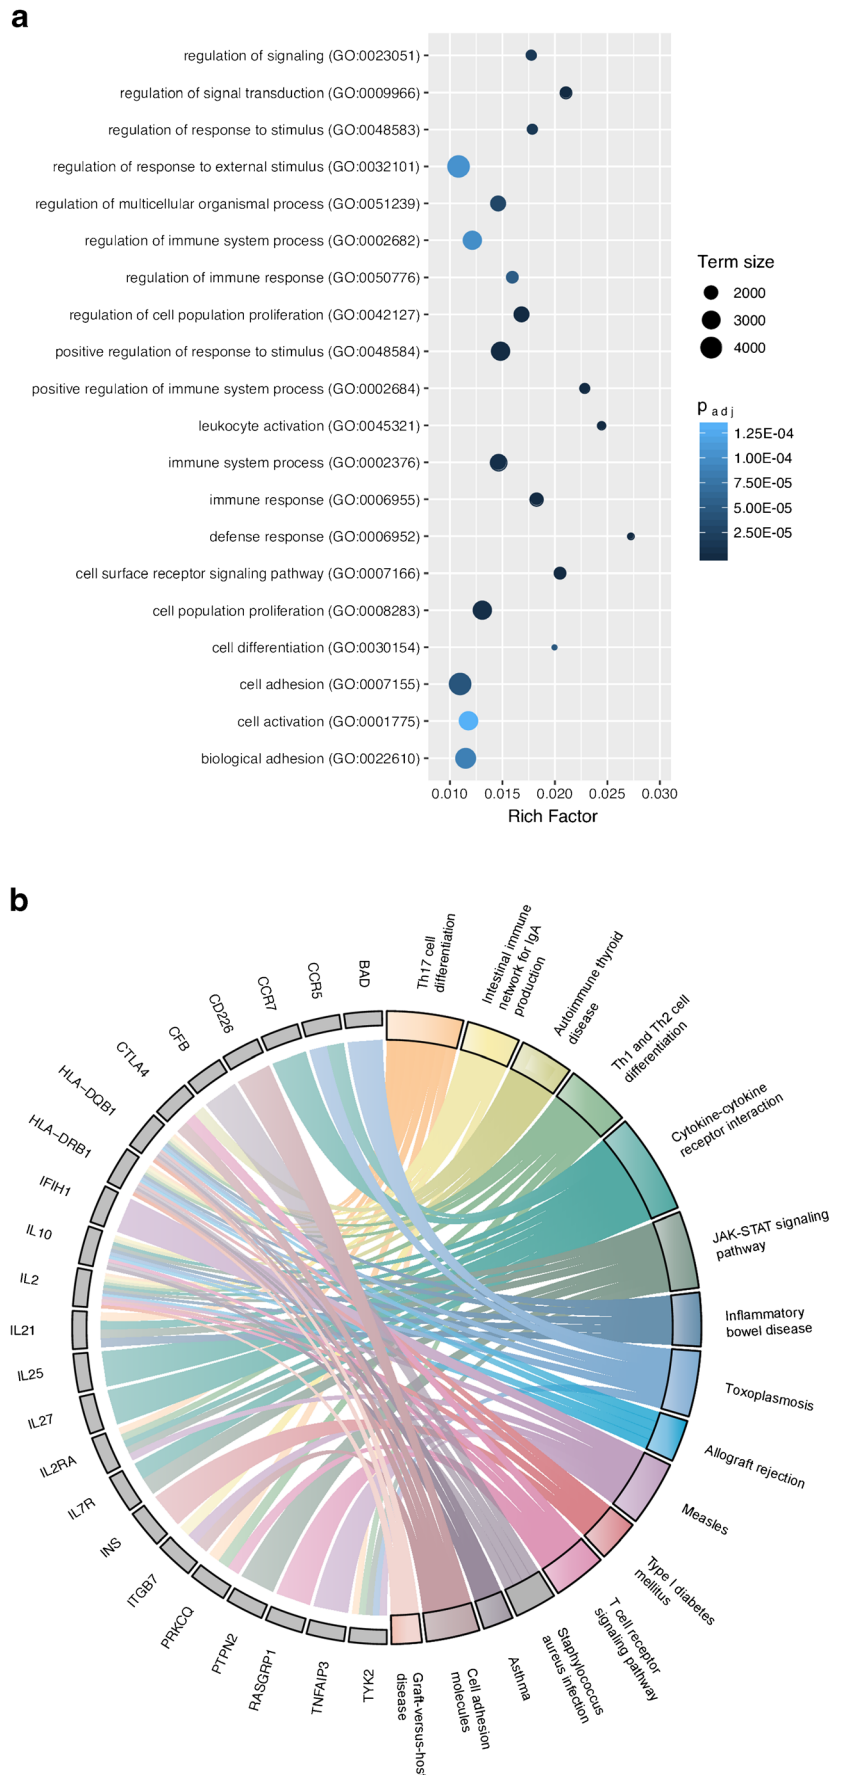 a
regulation of signaling (GO:0023051)
regulation of signal transduction (GO:0009966)
regulation of response to stimulus (GO:0048583)
regulation of response to external stimulus (GO:0032101)
regulation of multicellular organismal process (GO:0051239)
regulation of immune system process (GO:0002682)
regulation of immune response (GO:0050776)
regulation of cell population proliferation (GO:0042127)
positive regulation of response to stimulus (GO:0048584)
positive regulation of immune system process (GO:0002684)
leukocyte activation (GO:0045321)
immune system process (GO:0002376)
immune response (GO:0006955)
defense response (GO:0006952)
cell surface receptor signaling pathway (GO:0007166)
cell population proliferation (GO:0008283)
cell differentiation (GO:0030154)
cell adhesion (GO:0007155)
cell activation (GO:0001775)
biological adhesion (GO:0022610)
0.010 0.015 0.020 0.025 0.030
Rich Factor
Term size
2000
3000
4000
p adj
1.25E-04
1.00E-04
7.50E-05
5.00E-05
2.50E-05
b
Th17 cell
differentiation
Intestinal immune
network for IgA
production
Autoimmune thyroid
disease
Th1 and Th2 cell
differentiation
Cytokine-cytokine
receptor interaction
JAK-STAT signaling
pathway
Inflammatory
bowel disease
Toxoplasmosis
Allograft rejection
Measles
Type I diabetes
mellitus
T cell receptor
signaling pathway
Staphylococcus
aureus infection
Asthma
Cell adhesion
molecules
Graft-versus-hos
disease
TYK2
TNFAIP3
RASGRP1
PTPN2
PRKCQ
ITGB7
INS
IL7R
IL2RA
IL27
IL25
IL21
IL2
IL10
IFIH1
HLA-DRB1
HLA-DQB1
CTLA4
CFB
CD226
CCR7
CCR5
BAD